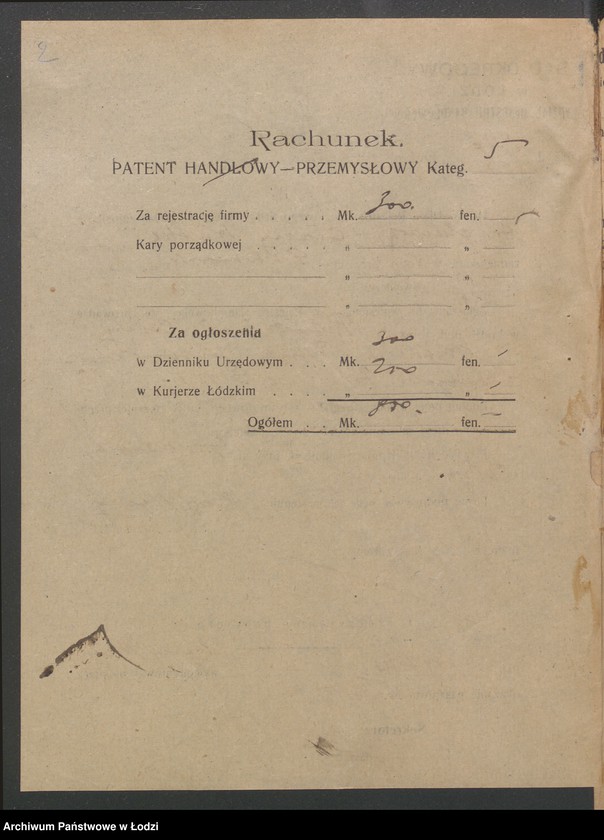 2
Rachunek.
PATENT HANDLOWY—PRZEMYSŁOWY Kateg. 5
Za rejestrację firmy . . . . . Mk. 300. fen. —
Kary porządkowej . . . . . „ „
„ „
„ „
Za ogłoszenia
w Dzienniku Urzędowym . . . Mk. 300 fen. —
w Kurjerze Łódzkim . . . . „ 200 „ —
Ogółem . . Mk. 800. fen. —
Archiwum Państwowe w Łodzi